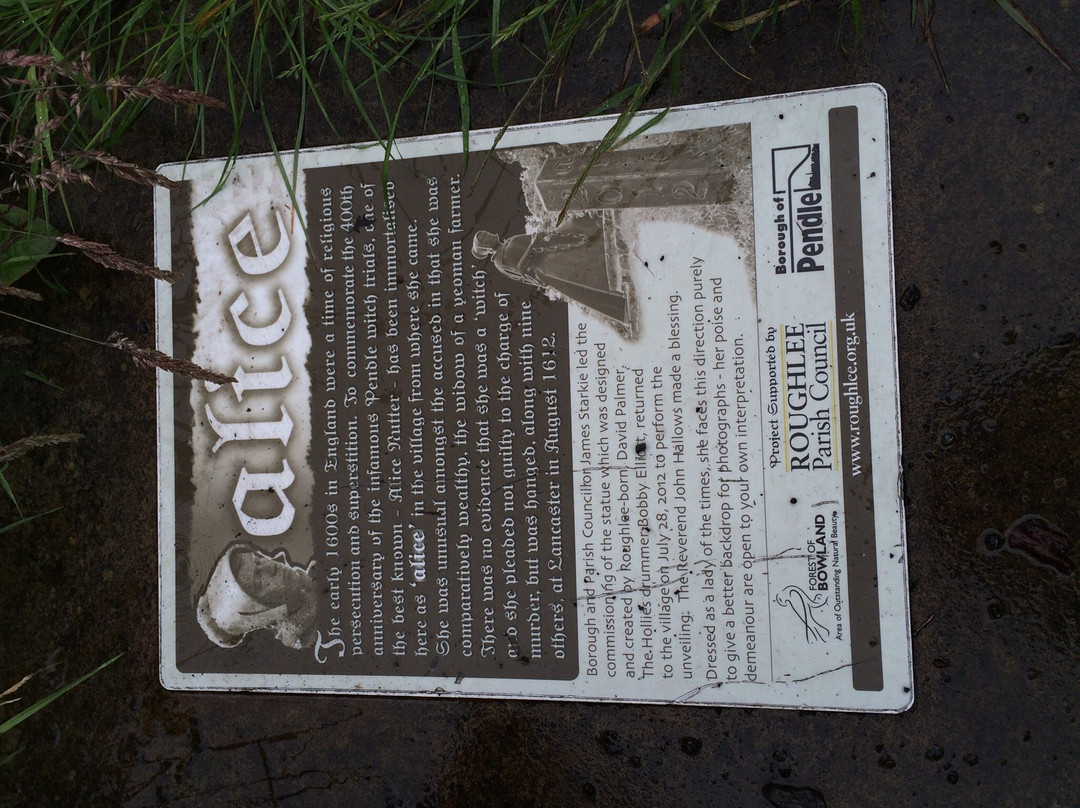 alice
The early 1600s in England were a time of religious
persecution and superstition. To commemorate the 400th
anniversary of the infamous Pendle witch trials, one of
the best known - Alice Nutter - has been immortalised
here as 'alice' in the village from where she came.
She was unusual amongst the accused in that she was
comparatively wealthy, the widow of a yeoman farmer.
There was no evidence that she was a 'witch'
and she pleaded not guilty to the charge of
murder, but was hanged, along with nine
others, at Lancaster in August 1612.
Borough and Parish Councillor James Starkie led the
commissioning of the statue which was designed
and created by Roughlee-born, David Palmer.
The Hollies drummer, Bobby Elliott, returned
to the village on July 28, 2012 to perform the
unveiling. The Reverend John Hallows made a blessing.
Dressed as a lady of the times, she faces this direction purely
to give a better backdrop for photographs - her poise and
demeanour are open to your own interpretation.
FOREST OF
BOWLAND
Area of Outstanding Natural Beauty
Project Supported by
ROUGHLEE
Parish Council
Borough of
Pendle
www.roughlee.org.uk